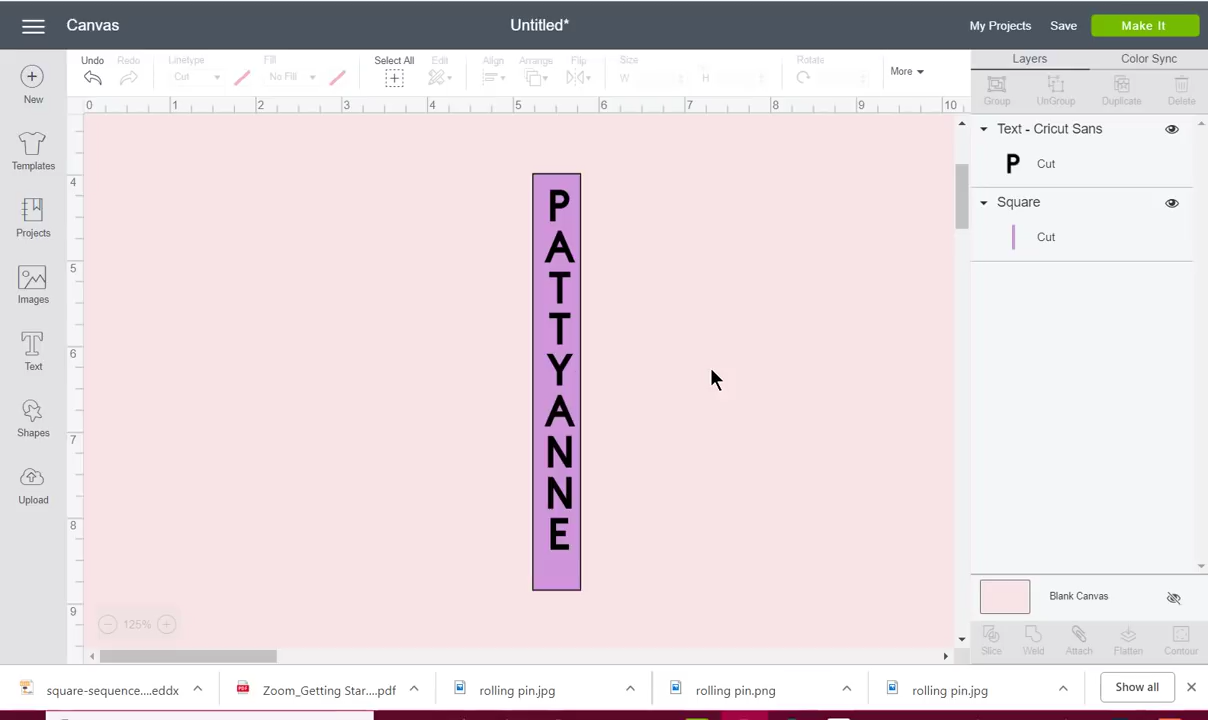 Canvas
Untitled*
My Projects
Save
Make It
Undo
Redo
Linetype
Cut
Fill
No Fill
Select All
Edit
Align
Arrange
Flip
Size
W
H
Rotate
More
Layers
Color Sync
Group
UnGroup
Duplicate
Delete
0 1 2 3 4 5 6 7 8 9 10
4
5
6
7
8
9
New
Templates
Projects
Images
Text
Shapes
Upload
P
A
T
T
Y
A
N
N
E
Text - Cricut Sans
P Cut
Square
Cut
125%
Blank Canvas
Slice
Weld
Attach
Flatten
Contour
square-sequence....eddx
Zoom_Getting Star....pdf
rolling pin.jpg
rolling pin.png
rolling pin.jpg
Show all